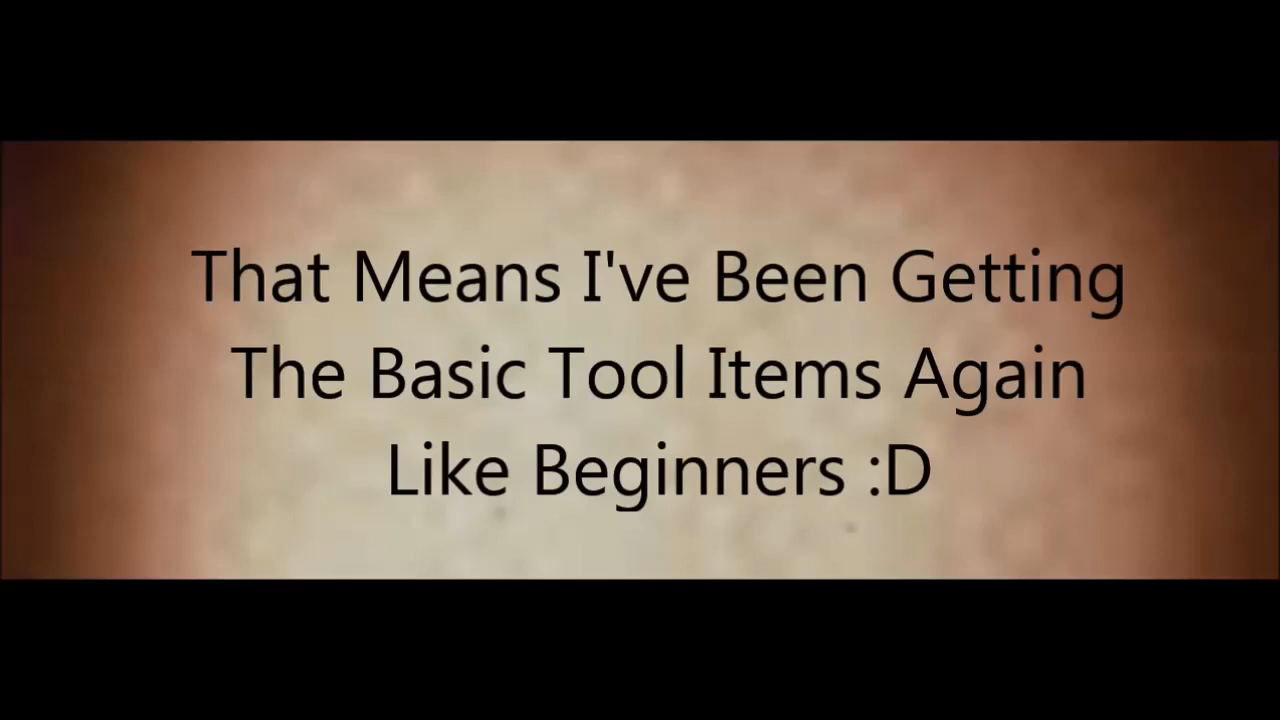 That Means I've Been Getting
The Basic Tool Items Again
Like Beginners :D